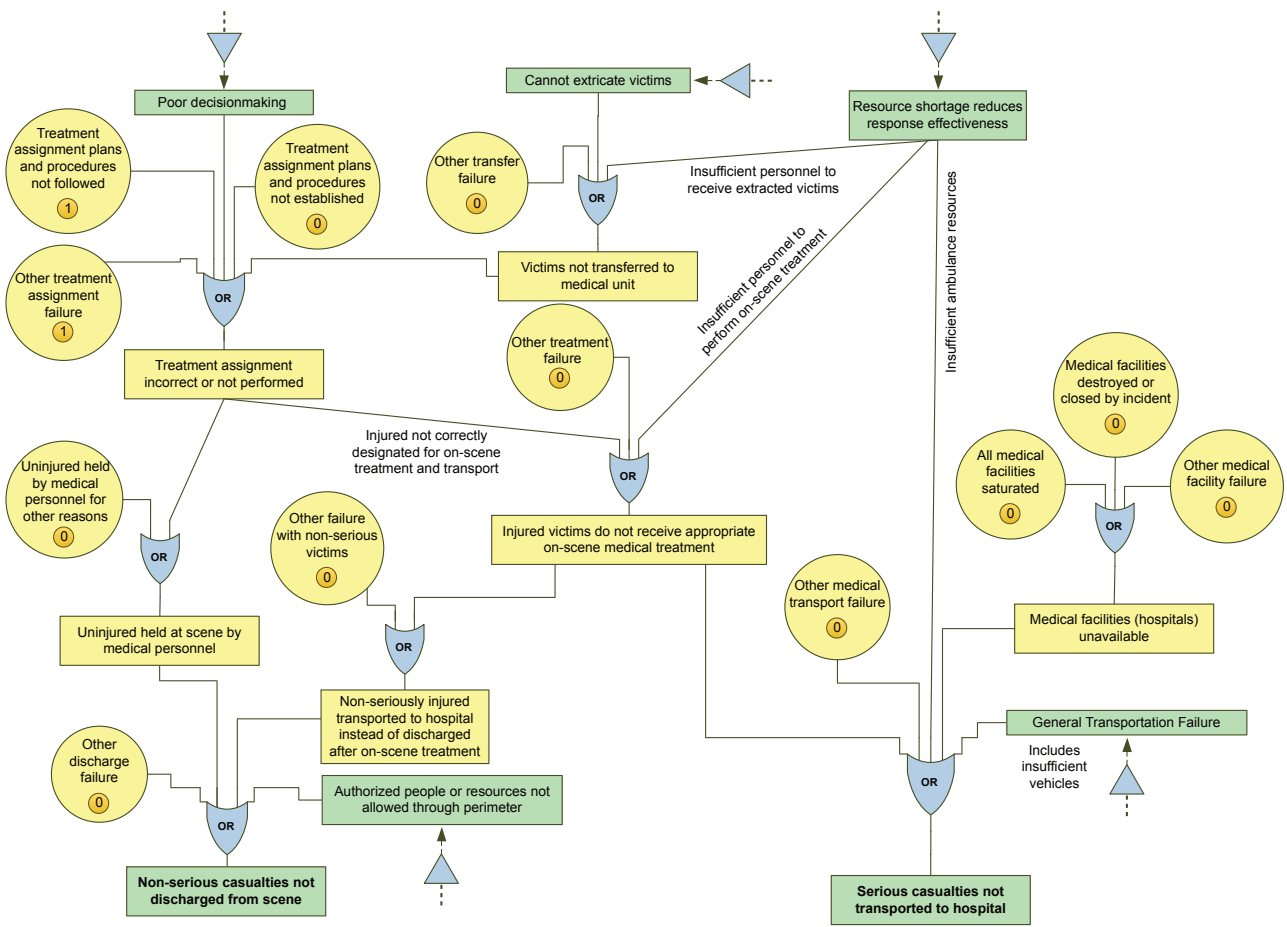 Poor decisionmaking
Cannot extricate victims
Resource shortage reduces
response effectiveness
Treatment
assignment plans
and procedures
not followed
1
Treatment
assignment plans
and procedures
not established
0
Other transfer
failure
0
Insufficient personnel to
receive extracted victims
OR
Insufficient personnel to
perform on-scene treatment
Insufficient ambulance resources
Other treatment
assignment
failure
1
OR
Victims not transferred to
medical unit
Treatment assignment
incorrect or not performed
Other treatment
failure
0
Medical facilities
destroyed or
closed by incident
0
Injured not correctly
designated for on-scene
treatment and transport
OR
All medical
facilities
saturated
0
Other medical
facility failure
0
OR
Uninjured held
by medical
personnel for
other reasons
0
OR
Other failure
with non-serious
victims
0
Injured victims do not receive appropriate
on-scene medical treatment
Other medical
transport failure
0
Medical facilities (hospitals)
unavailable
Uninjured held at scene by
medical personnel
OR
Non-seriously injured
transported to hospital
instead of discharged
after on-scene treatment
General Transportation Failure
Includes
insufficient
vehicles
Other
discharge
failure
0
Authorized people or resources not
allowed through perimeter
OR
OR
Non-serious casualties not
discharged from scene
Serious casualties not
transported to hospital